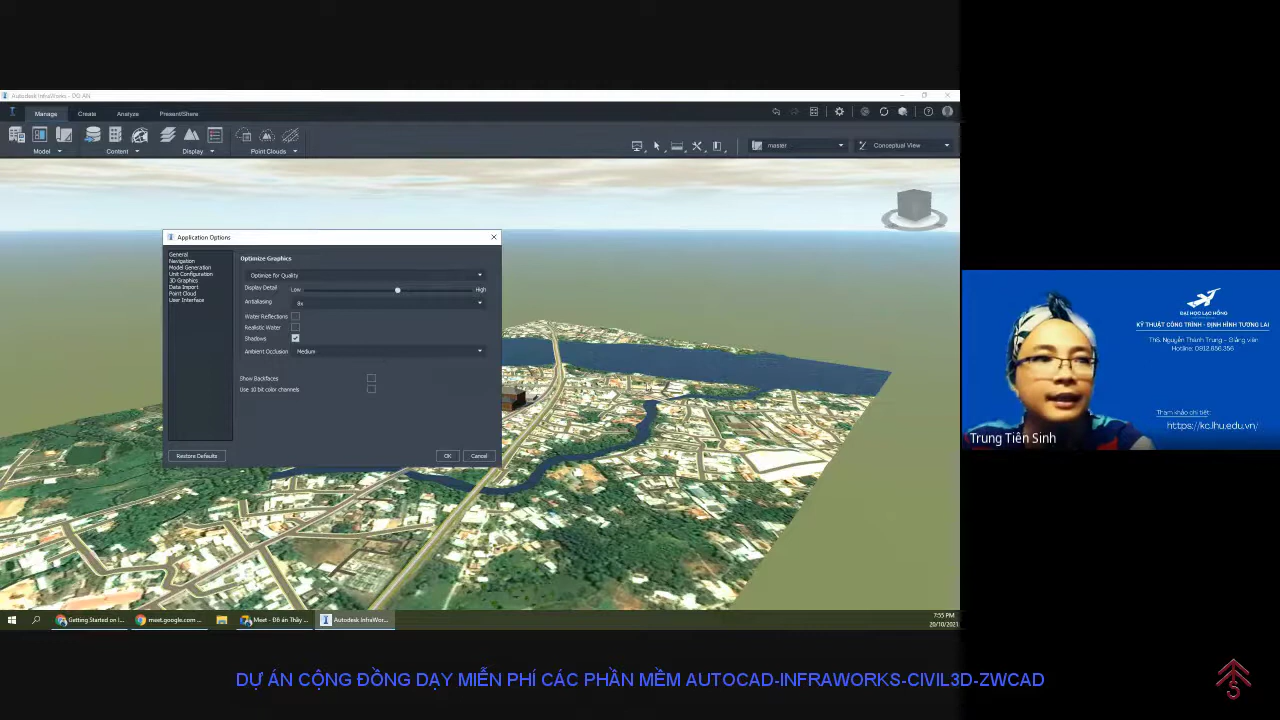 Autodesk InfraWorks - DO AN
Manage
Create
Analyze
Present/Share
Model
Content
Display
Point Clouds
master
Conceptual View
Application Options
General
Navigation
Model Generation
Unit Configuration
3D Graphics
Data Import
Point Cloud
User Interface
Optimize Graphics
Optimize for Quality
Display Detail
Low
High
Antialiasing
8x
Water Reflections
Realistic Water
Shadows
Ambient Occlusion
Medium
Show Backfaces
Use 10 bit color channels
Restore Defaults
OK
Cancel
ĐẠI HỌC LẠC HỒNG
KỸ THUẬT CÔNG TRÌNH - ĐỊNH HÌNH TƯƠNG LAI
ThS. Nguyễn Thành Trung - Giảng viên
Hotline: 0912.856.356
Tham khảo chi tiết:
https://kc.lhu.edu.vn/
Trung Tiên Sinh
Getting Started on I...
meet.google.com ...
Meet - Đồ án Thầy ...
Autodesk InfraWor...
7:55 PM
20/10/2021
DỰ ÁN CỘNG ĐỒNG DẠY MIỄN PHÍ CÁC PHẦN MỀM AUTOCAD-INFRAWORKS-CIVIL3D-ZWCAD